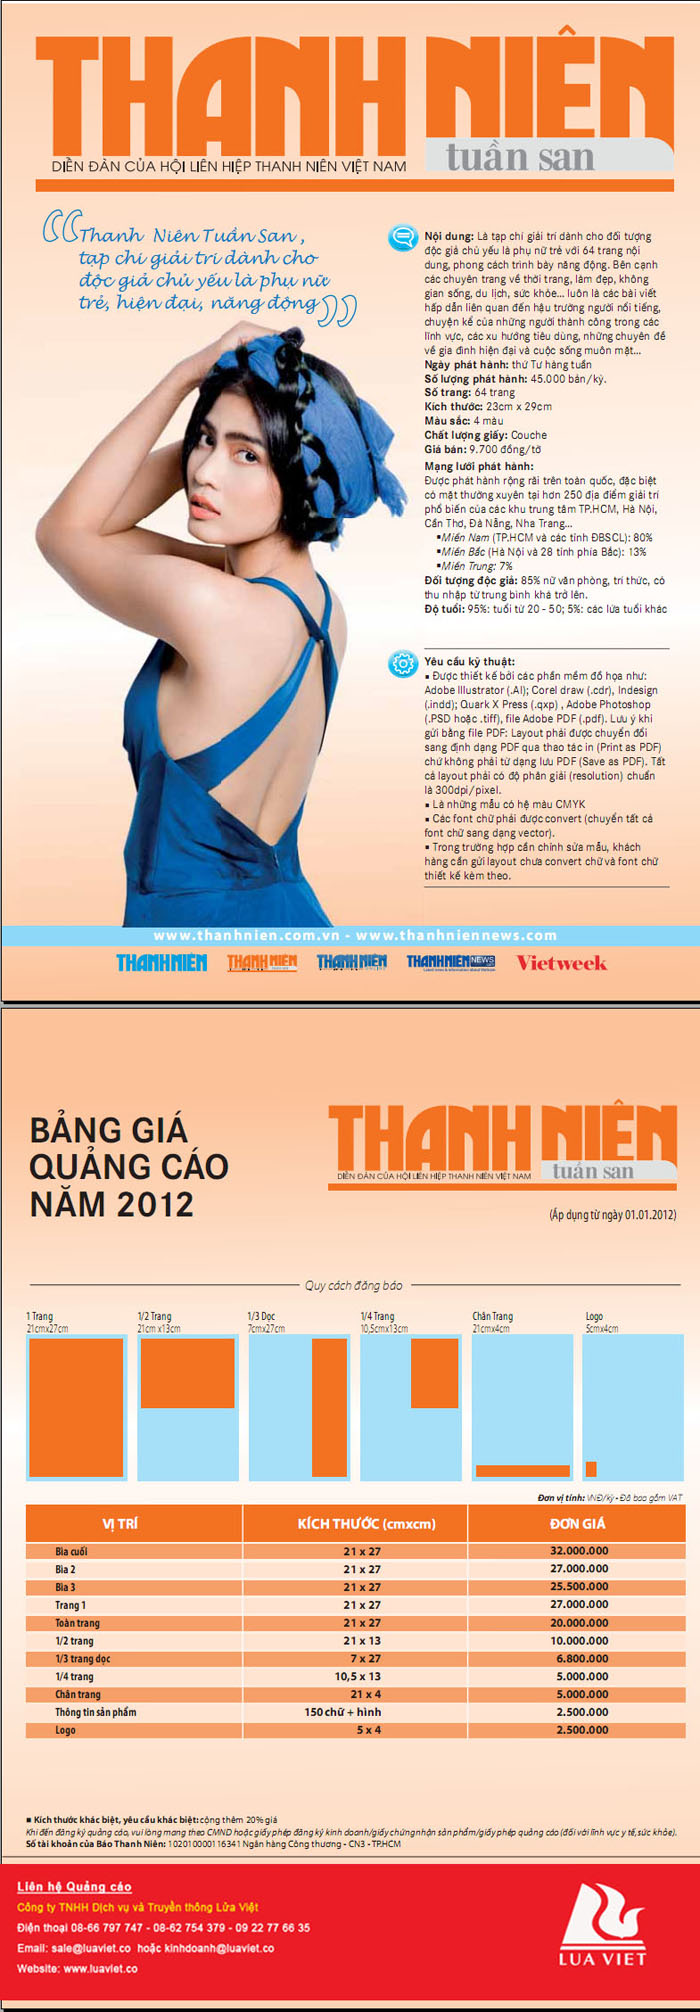 THANH NIÊN
tuần san
DIỄN ĐÀN CỦA HỘI LIÊN HIỆP THANH NIÊN VIỆT NAM
Thanh Niên Tuần San,
tạp chí giải trí dành cho
độc giả chủ yếu là phụ nữ
trẻ, hiện đại, năng động
Nội dung: Là tạp chí giải trí dành cho đối tượng
độc giả chủ yếu là phụ nữ trẻ với 64 trang nội
dung, phong cách trình bày năng động. Bên cạnh
các chuyên trang về thời trang, làm đẹp, không
gian sống, du lịch, sức khỏe... luôn là các bài viết
hấp dẫn liên quan đến hậu trường người nổi tiếng,
chuyện kể của những người thành công trong các
lĩnh vực, các xu hướng tiêu dùng, những chuyên đề
về gia đình hiện đại và cuộc sống muôn mặt...
Ngày phát hành: thứ Tư hàng tuần
Số lượng phát hành: 45.000 bản/kỳ.
Số trang: 64 trang
Kích thước: 23cm x 29cm
Màu sắc: 4 màu
Chất lượng giấy: Couche
Giá bán: 9.700 đồng/tờ
Mạng lưới phát hành:
Được phát hành rộng rãi trên toàn quốc, đặc biệt
có mặt thường xuyên tại hơn 250 địa điểm giải trí
phổ biến của các khu trung tâm TP.HCM, Hà Nội,
Cần Thơ, Đà Nẵng, Nha Trang...
▪Miền Nam (TP.HCM và các tỉnh ĐBSCL): 80%
▪Miền Bắc (Hà Nội và 28 tỉnh phía Bắc): 13%
▪Miền Trung: 7%
Đối tượng độc giả: 85% nữ văn phòng, trí thức, có
thu nhập từ trung bình khá trở lên.
Độ tuổi: 95%: tuổi từ 20 - 50; 5%: các lứa tuổi khác
Yêu cầu kỹ thuật:
▪ Được thiết kế bởi các phần mềm đồ họa như:
Adobe Illustrator (.AI); Corel draw (.cdr), Indesign
(.indd); Quark X Press (.qxp) , Adobe Photoshop
(.PSD hoặc .tiff), file Adobe PDF (.pdf). Lưu ý khi
gửi bằng file PDF: Layout phải được chuyển đổi
sang định dạng PDF qua thao tác in (Print as PDF)
chứ không phải từ dạng lưu PDF (Save as PDF). Tất
cả layout phải có độ phân giải (resolution) chuẩn
là 300dpi/pixel.
▪ Là những mẫu có hệ màu CMYK
▪ Các font chữ phải được convert (chuyển tất cả
font chữ sang dạng vector).
▪ Trong trường hợp cần chỉnh sửa mẫu, khách
hàng cần gửi layout chưa convert chữ và font chữ
thiết kế kèm theo.
www.thanhnien.com.vn - www.thanhniennews.com
THANH NIÊN THANH NIÊN THANH NIÊN THANH NIÊN NEWS Vietweek
BẢNG GIÁ
QUẢNG CÁO
NĂM 2012
THANH NIÊN
tuần san
DIỄN ĐÀN CỦA HỘI LIÊN HIỆP THANH NIÊN VIỆT NAM
(Áp dụng từ ngày 01.01.2012)
Quy cách đăng báo
1 Trang 1/2 Trang 1/3 Dọc 1/4 Trang Chân Trang Logo
21cmx27cm 21cm x13cm 7cmx27cm 10,5cmx13cm 21cmx4cm 5cmx4cm
Đơn vị tính: VNĐ/kỳ - Đã bao gồm VAT
VỊ TRÍ KÍCH THƯỚC (cmxcm) ĐƠN GIÁ
Bìa cuối 21 x 27 32.000.000
Bìa 2 21 x 27 27.000.000
Bìa 3 21 x 27 25.500.000
Trang 1 21 x 27 27.000.000
Toàn trang 21 x 27 20.000.000
1/2 trang 21 x 13 10.000.000
1/3 trang dọc 7 x 27 6.800.000
1/4 trang 10,5 x 13 5.000.000
Chân trang 21 x 4 5.000.000
Thông tin sản phẩm 150 chữ + hình 2.500.000
Logo 5 x 4 2.500.000
▪ Kích thước khác biệt, yêu cầu khác biệt: cộng thêm 20% giá
Khi đến đăng ký quảng cáo, vui lòng mang theo CMND hoặc giấy phép đăng ký kinh doanh/giấy chứng nhận sản phẩm/giấy phép quảng cáo (đối với lĩnh vực y tế, sức khỏe).
Số tài khoản của Báo Thanh Niên: 102010000116341 Ngân hàng Công thương - CN3 - TP.HCM
Liên hệ Quảng cáo
Công ty TNHH Dịch vụ và Truyền thông Lửa Việt
Điện thoại 08-66 797 747 - 08-62 754 379 - 09 22 77 66 35
Email: sale@luaviet.co hoặc kinhdoanh@luaviet.co
Website: www.luaviet.co
LUA VIET